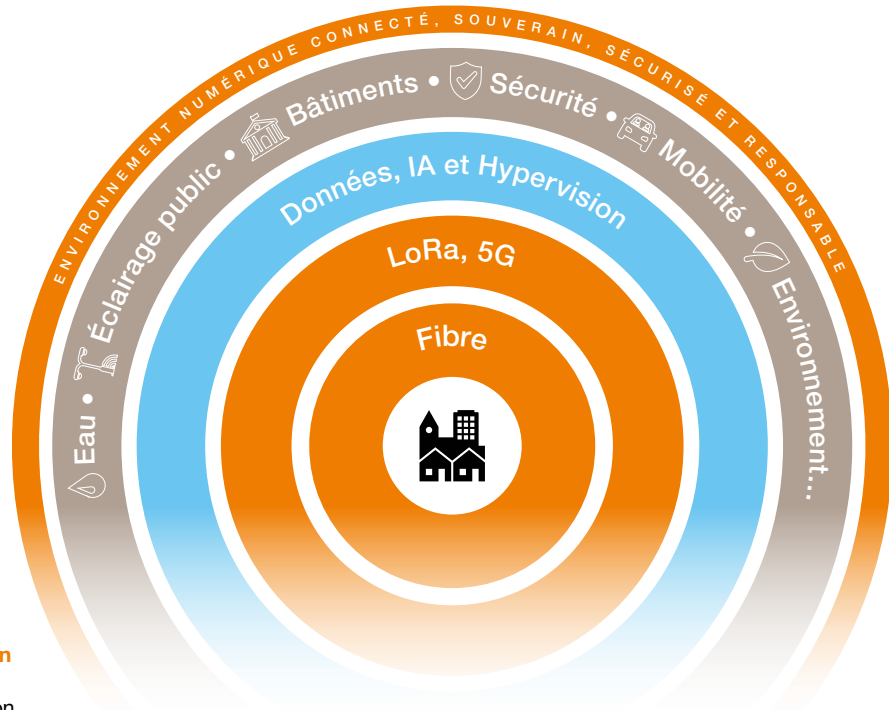 ENVIRONNEMENT NUMÉRIQUE CONNECTÉ, SOUVERAIN, SÉCURISÉ ET RESPONSABLE
Eau • Éclairage public • Bâtiments • Sécurité • Mobilité • Environnement...
Données, IA et Hypervision
LoRa, 5G
Fibre